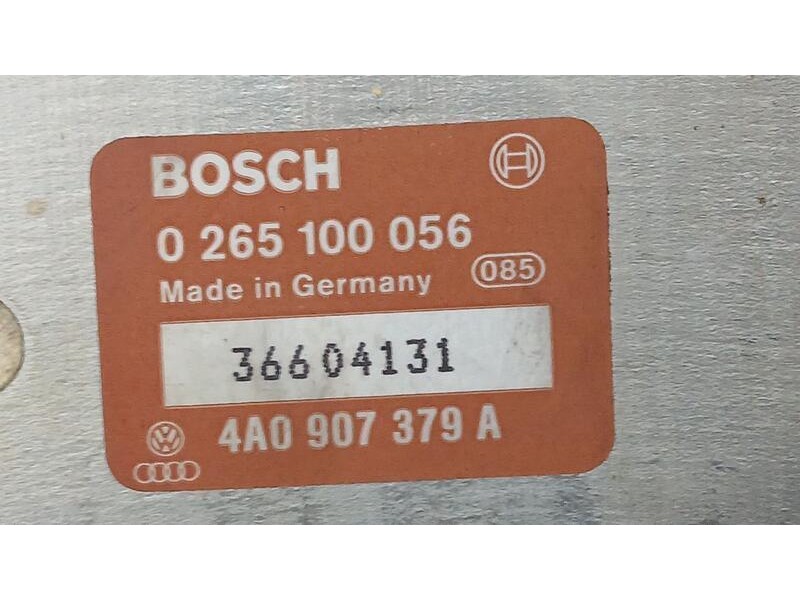 BOSCH
0 265 100 056
Made in Germany 085
36604131
4A0 907 379 A